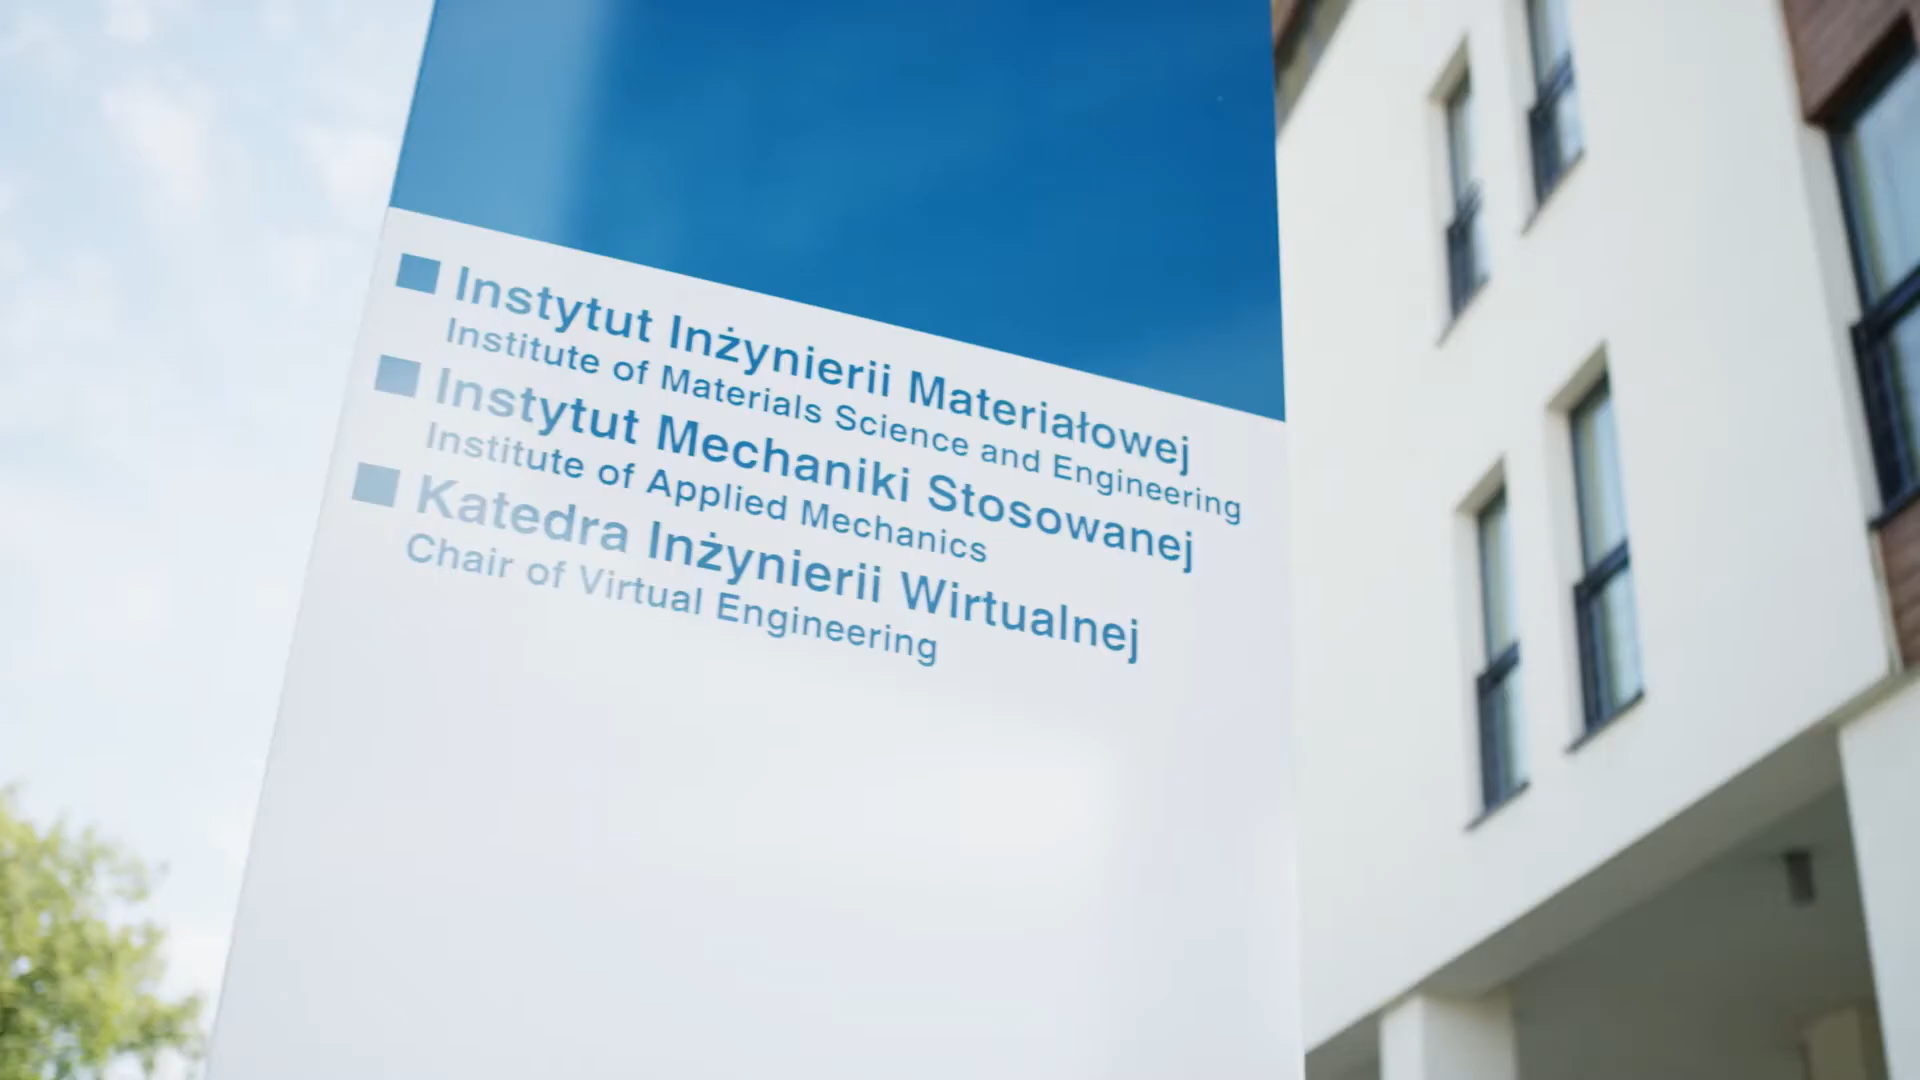 Instytut Inżynierii Materiałowej
Institute of Materials Science and Engineering
Instytut Mechaniki Stosowanej
Institute of Applied Mechanics
Katedra Inżynierii Wirtualnej
Chair of Virtual Engineering